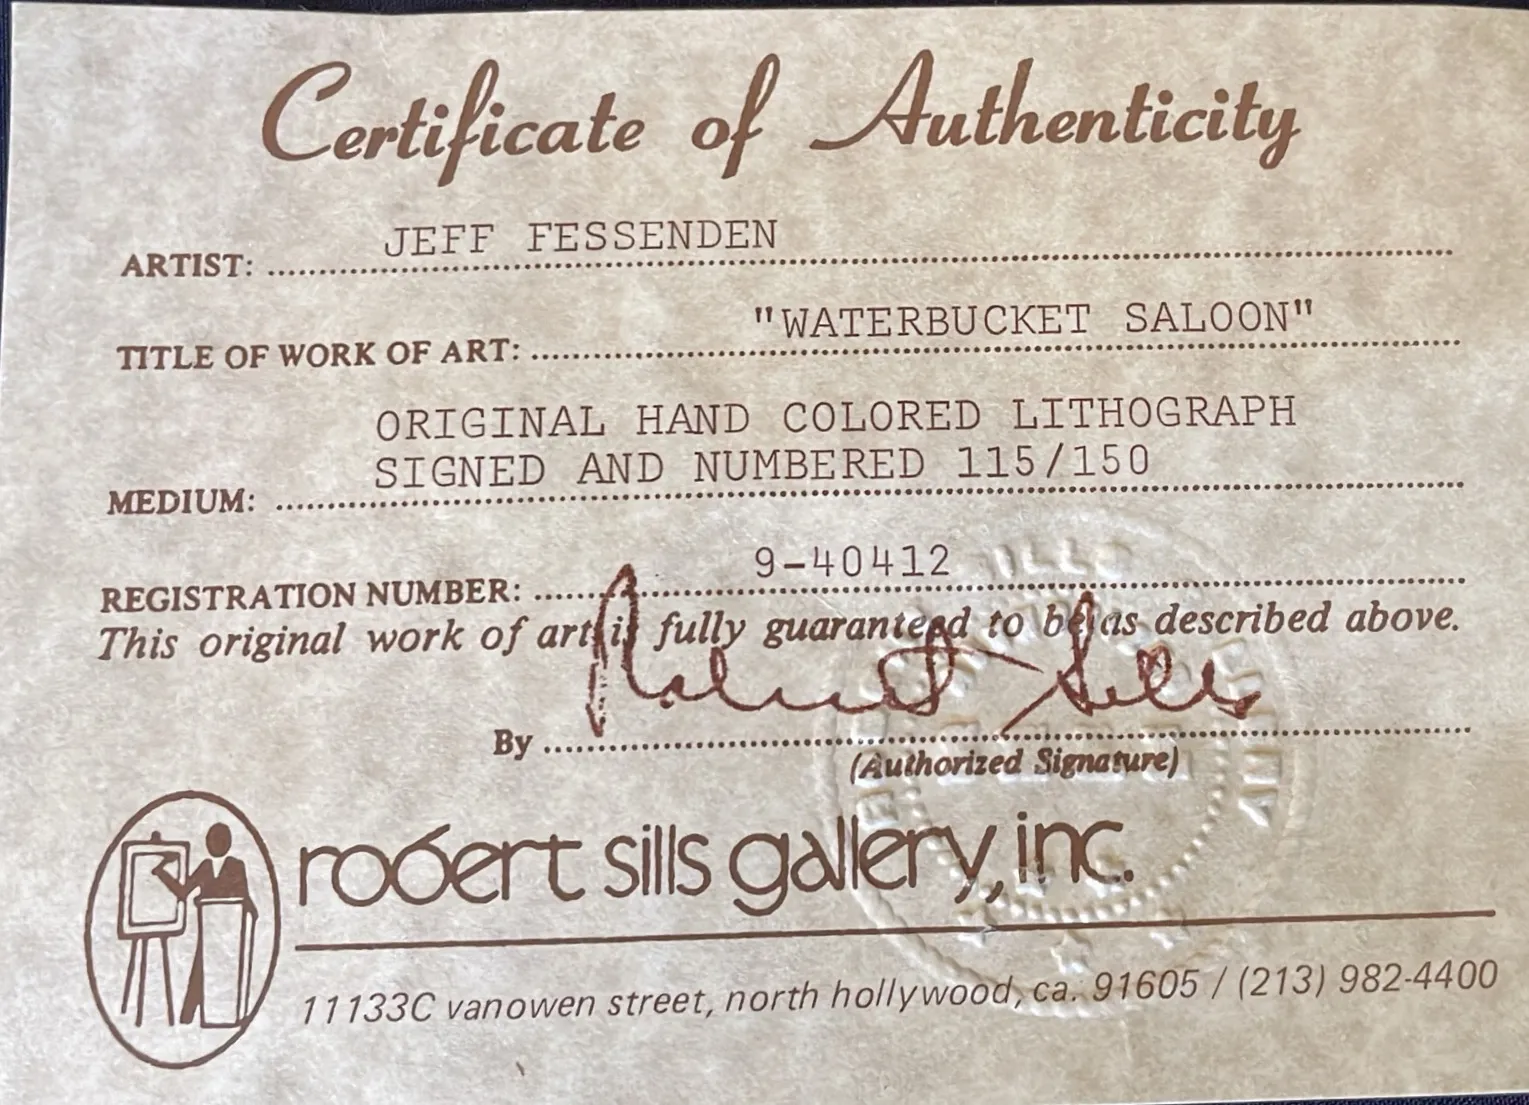 Certificate of Authenticity
ARTIST: JEFF FESSENDEN
TITLE OF WORK OF ART: "WATERBUCKET SALOON"
ORIGINAL HAND COLORED LITHOGRAPH
MEDIUM: SIGNED AND NUMBERED 115/150
REGISTRATION NUMBER: 9-40412
This original work of art is fully guaranteed to be as described above.
By Robert Sills
(Authorized Signature)
robert sills gallery, inc.
11133C vanowen street, north hollywood, ca. 91605 / (213) 982-4400
SILLS